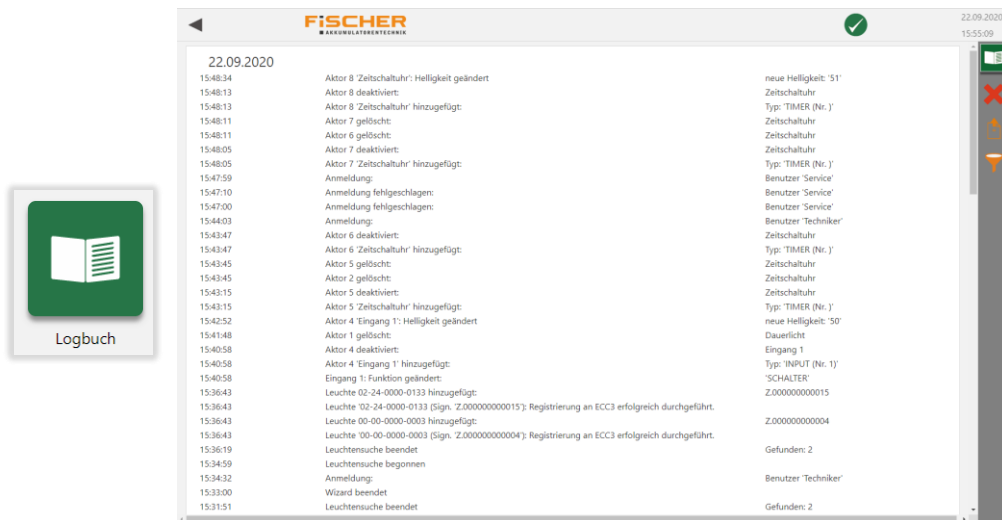 FiSCHER
AKKUMULATORENTECHNIK
22.09.2020
15:55:09
22.09.2020
15:48:34 Aktor 8 'Zeitschaltuhr': Helligkeit geändert neue Helligkeit: '51'
15:48:13 Aktor 8 deaktiviert: Zeitschaltuhr
15:48:13 Aktor 8 'Zeitschaltuhr' hinzugefügt: Typ: 'TIMER (Nr. )'
15:48:11 Aktor 7 gelöscht: Zeitschaltuhr
15:48:11 Aktor 6 gelöscht: Zeitschaltuhr
15:48:05 Aktor 7 deaktiviert: Zeitschaltuhr
15:48:05 Aktor 7 'Zeitschaltuhr' hinzugefügt: Typ: 'TIMER (Nr. )'
15:47:59 Anmeldung: Benutzer 'Service'
15:47:10 Anmeldung fehlgeschlagen: Benutzer 'Service'
15:47:00 Anmeldung fehlgeschlagen: Benutzer 'Service'
15:44:03 Anmeldung: Benutzer 'Techniker'
15:43:47 Aktor 6 deaktiviert: Zeitschaltuhr
15:43:47 Aktor 6 'Zeitschaltuhr' hinzugefügt: Typ: 'TIMER (Nr. )'
15:43:45 Aktor 5 gelöscht: Zeitschaltuhr
15:43:45 Aktor 2 gelöscht: Zeitschaltuhr
15:43:15 Aktor 5 deaktiviert: Zeitschaltuhr
15:43:15 Aktor 5 'Zeitschaltuhr' hinzugefügt: Typ: 'TIMER (Nr. )'
15:42:52 Aktor 4 'Eingang 1': Helligkeit geändert neue Helligkeit: '50'
15:41:48 Aktor 1 gelöscht: Dauerlicht
15:40:58 Aktor 4 deaktiviert: Eingang 1
15:40:58 Aktor 4 'Eingang 1' hinzugefügt: Typ: 'INPUT (Nr. 1)'
15:40:58 Eingang 1: Funktion geändert: 'SCHALTER'
15:36:43 Leuchte 02-24-0000-0133 hinzugefügt: Z.000000000015
15:36:43 Leuchte '02-24-0000-0133 (Sign. 'Z.000000000015'): Registrierung an ECC3 erfolgreich durchgeführt.
15:36:43 Leuchte 00-00-0000-0003 hinzugefügt: Z.000000000004
15:36:43 Leuchte '00-00-0000-0003 (Sign. 'Z.000000000004'): Registrierung an ECC3 erfolgreich durchgeführt.
15:36:19 Leuchtensuche beendet Gefunden: 2
15:34:59 Leuchtensuche begonnen
15:34:32 Anmeldung: Benutzer 'Techniker'
15:33:00 Wizard beendet
15:31:51 Leuchtensuche beendet Gefunden: 2
Logbuch